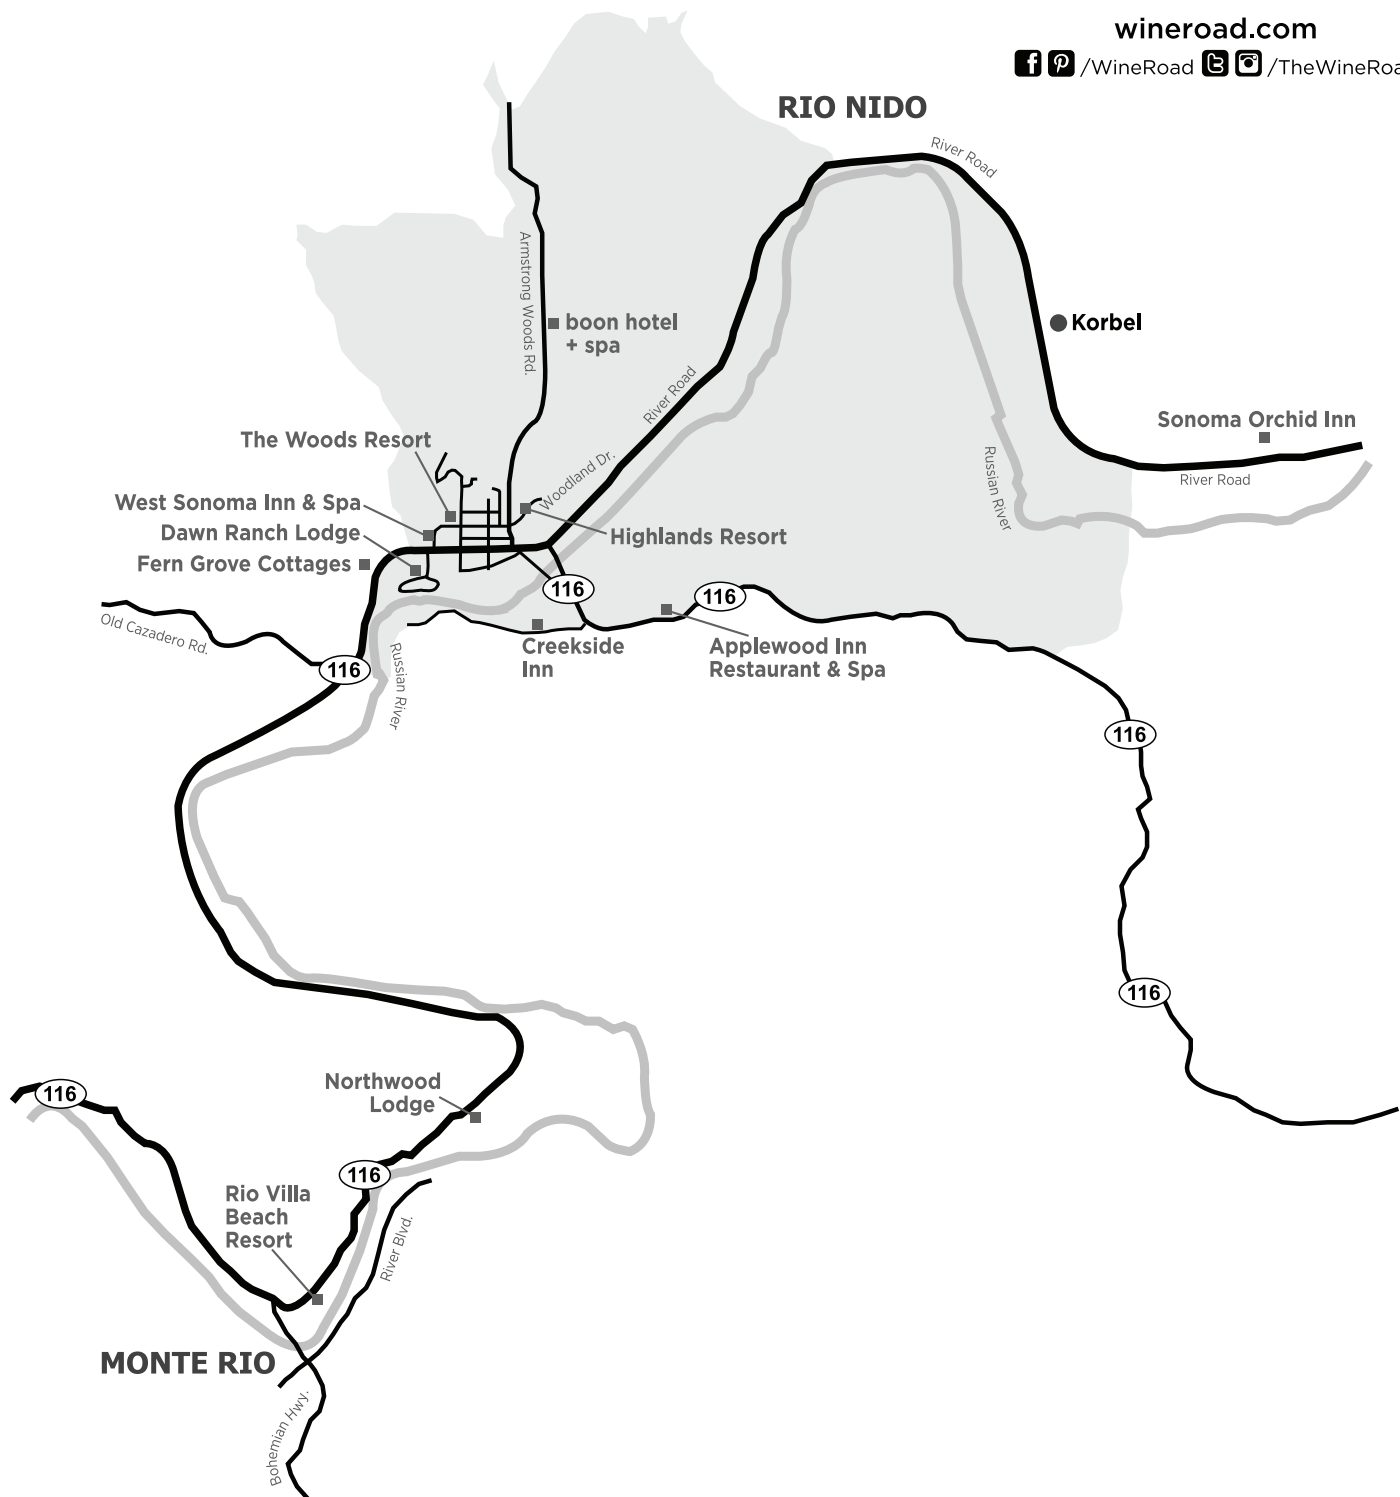 wineroad.com
/WineRoad /TheWineRoa
RIO NIDO
River Road
Armstrong Woods Rd.
boon hotel
+ spa
Korbel
River Road
Sonoma Orchid Inn
The Woods Resort
Woodland Dr.
Russian River
River Road
West Sonoma Inn & Spa
Dawn Ranch Lodge
Highlands Resort
Fern Grove Cottages
116
116
Old Cazadero Rd.
Creekside
Inn
Applewood Inn
Restaurant & Spa
116
Russian River
116
116
Northwood
Lodge
116
116
Rio Villa
Beach
Resort
River Blvd.
MONTE RIO
Bohemian Hwy.